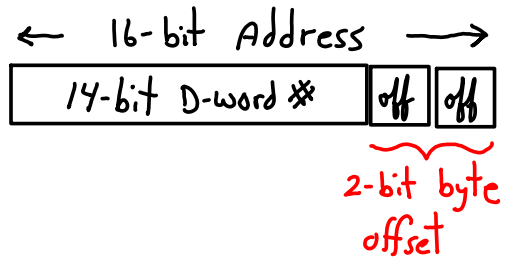 16-bit Address
14-bit D-word # off off
2-bit byte
offset